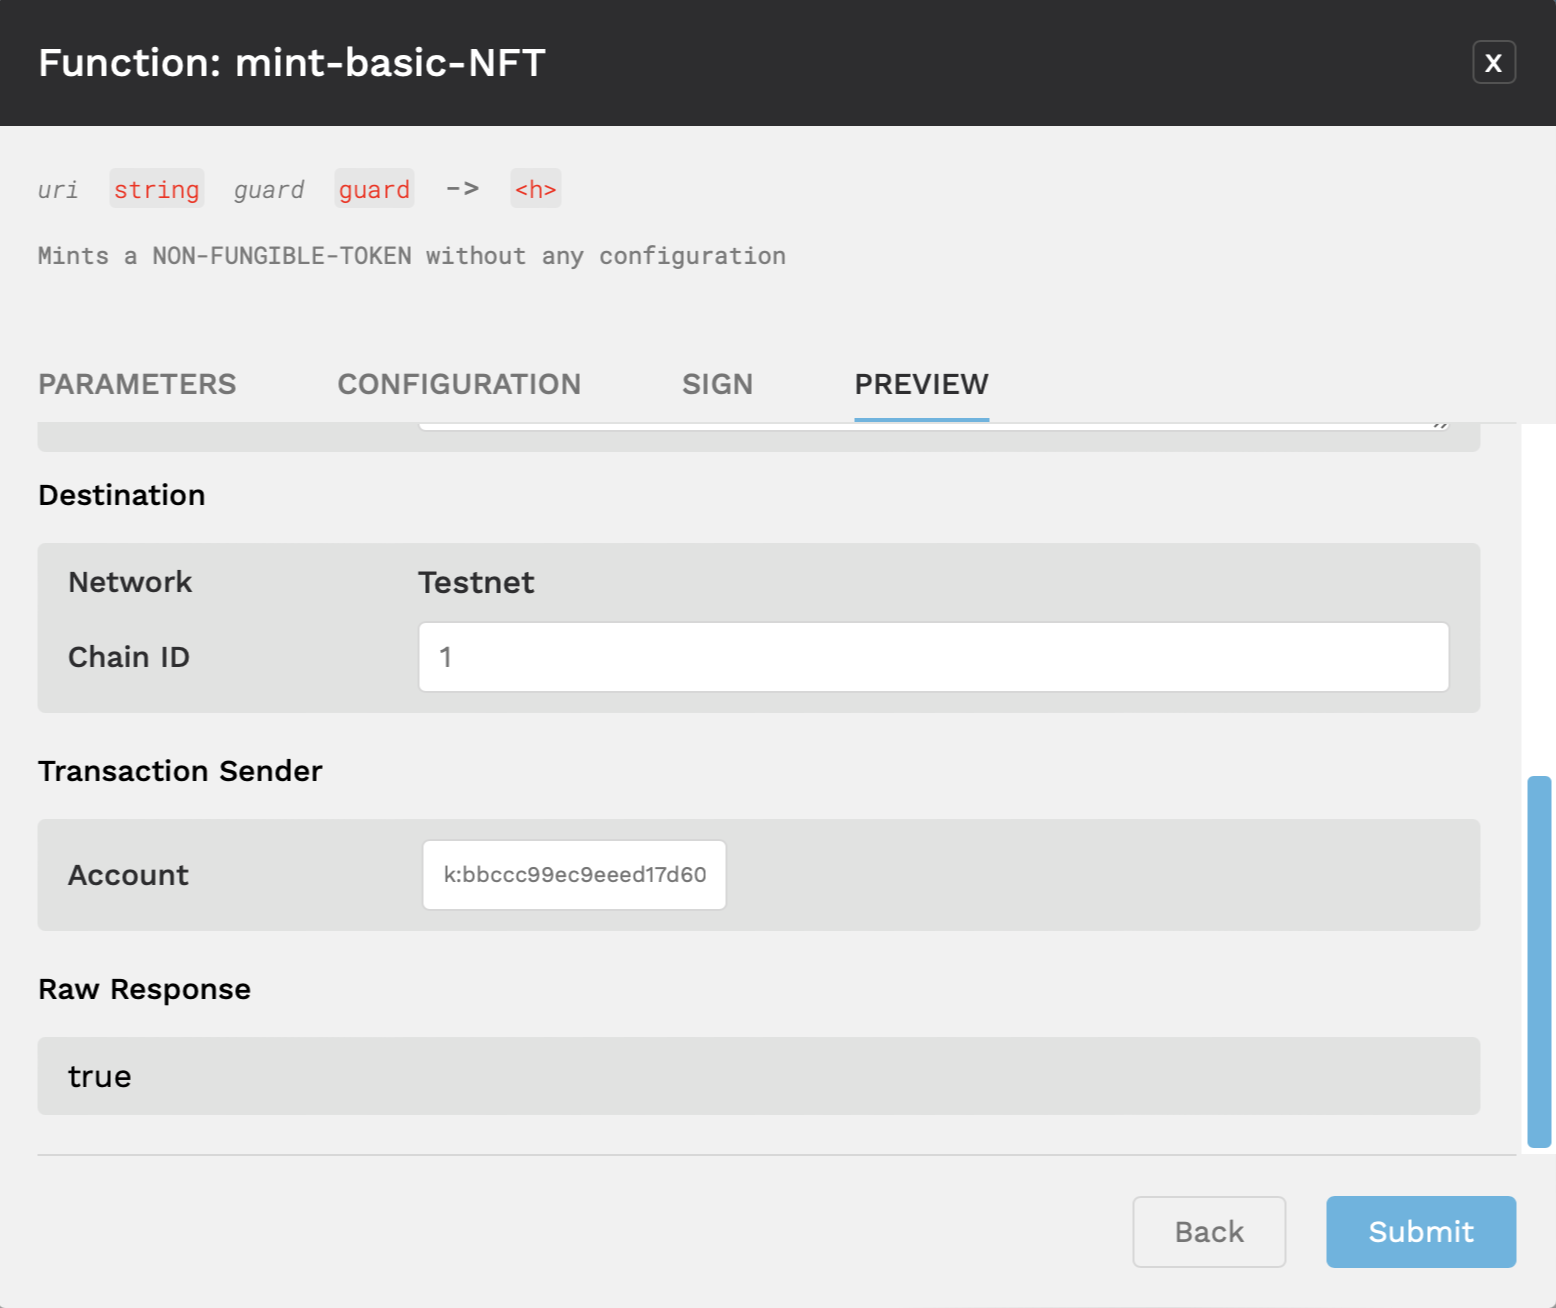 Function: mint-basic-NFT
X
uri string guard guard -> <h>
Mints a NON-FUNGIBLE-TOKEN without any configuration
PARAMETERS CONFIGURATION SIGN PREVIEW
Destination
Network Testnet
Chain ID 1
Transaction Sender
Account k:bbccc99ec9eeed17d60
Raw Response
true
Back Submit